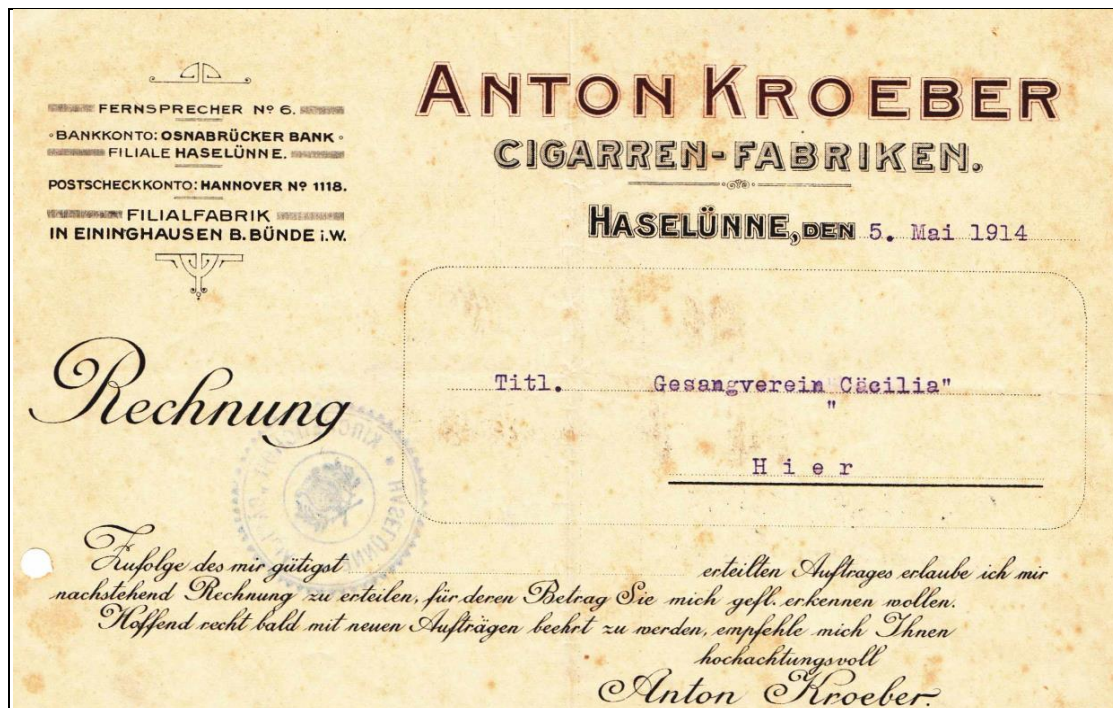 FERNSPRECHER Nº 6.
BANKKONTO: OSNABRÜCKER BANK
FILIALE HASELÜNNE.
POSTSCHECKKONTO: HANNOVER Nº 1118.
FILIALFABRIK
IN EININGHAUSEN B. BÜNDE i.W.
ANTON KROEBER
CIGARREN-FABRIKEN.
HASELÜNNE, DEN 5. Mai 1914
Rechnung
Titl. Gesangverein Cäcilia"
"
Hier
HASELÜNNE
Zufolge des mir gütigst erteilten Auftrages erlaube ich mir
nachstehend Rechnung zu erteilen, für deren Betrag Sie mich gefl. erkennen wollen.
Hoffend recht bald mit neuen Aufträgen beehrt zu werden, empfehle mich Ihnen
hochachtungsvoll
Anton Kroeber.